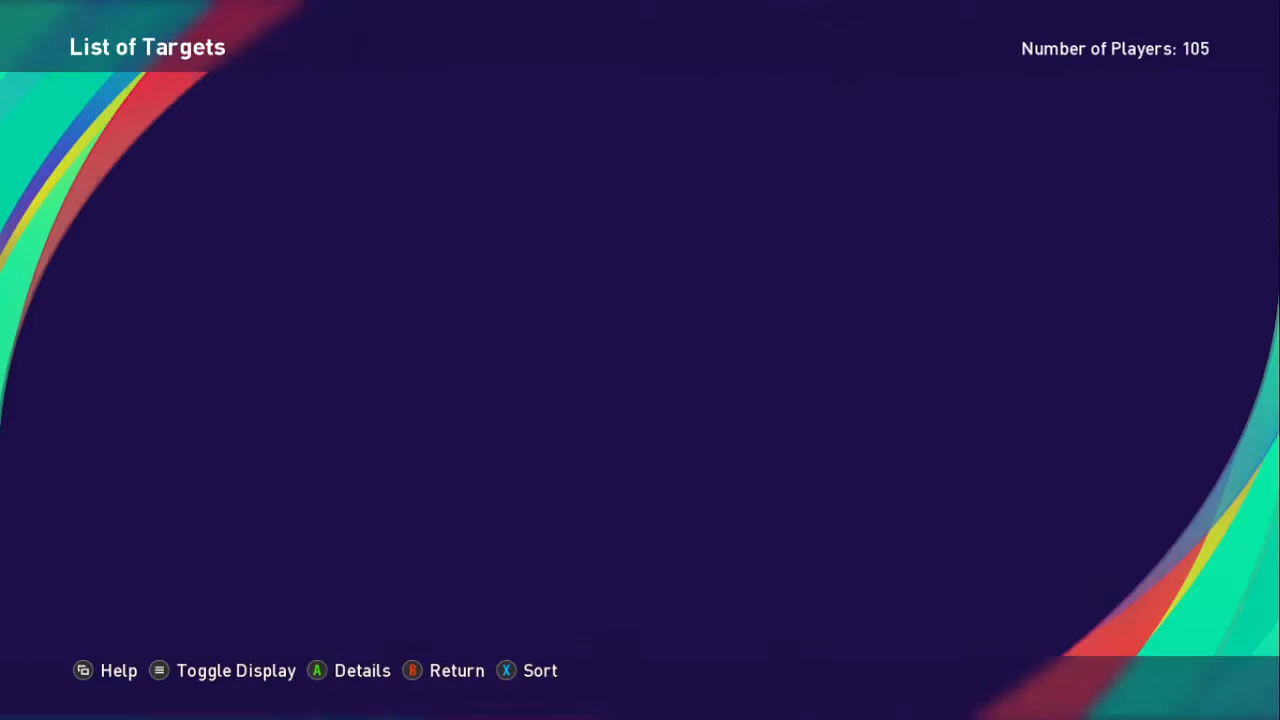 List of Targets
Number of Players: 105
Help Toggle Display A Details B Return X Sort